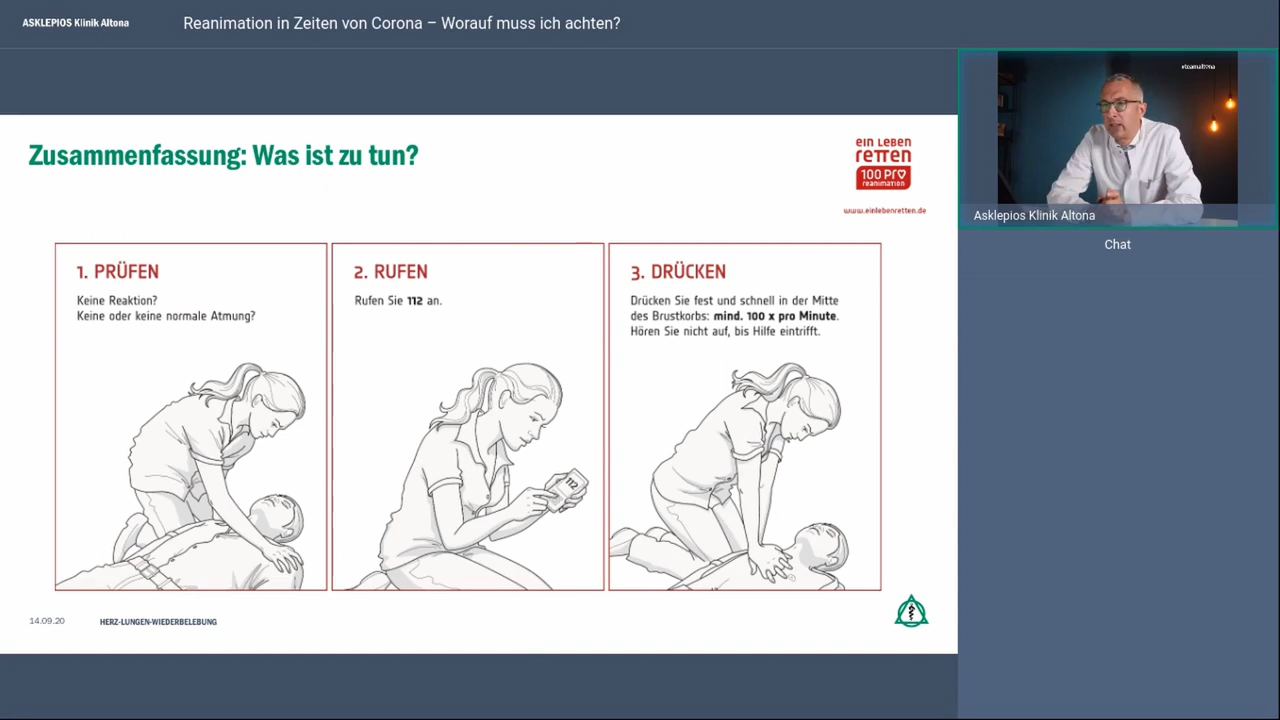 ASKLEPIOS Klinik Altona
Reanimation in Zeiten von Corona – Worauf muss ich achten?
#teamaltona
Asklepios Klinik Altona
Chat
Zusammenfassung: Was ist zu tun?
ein Leben
retten
100 Pro
reanimation
www.einlebenretten.de
1. PRÜFEN
Keine Reaktion?
Keine oder keine normale Atmung?
2. RUFEN
Rufen Sie 112 an.
112
3. DRÜCKEN
Drücken Sie fest und schnell in der Mitte
des Brustkorbs: mind. 100 x pro Minute.
Hören Sie nicht auf, bis Hilfe eintrifft.
14.09.20
HERZ-LUNGEN-WIEDERBELEBUNG